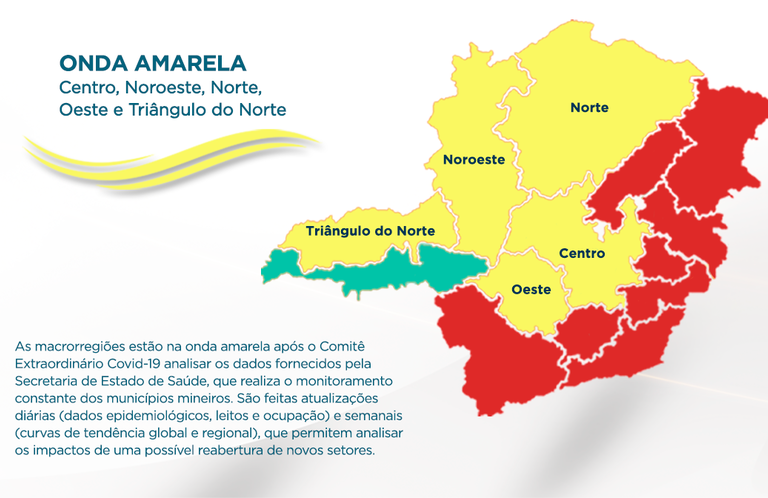 ONDA AMARELA
Centro, Noroeste, Norte,
Oeste e Triângulo do Norte
Norte
Noroeste
Triângulo do Norte
Centro
Oeste
As macrorregiões estão na onda amarela após o Comitê
Extraordinário Covid-19 analisar os dados fornecidos pela
Secretaria de Estado de Saúde, que realiza o monitoramento
constante dos municípios mineiros. São feitas atualizações
diárias (dados epidemiológicos, leitos e ocupação) e semanais
(curvas de tendência global e regional), que permitem analisar
os impactos de uma possível reabertura de novos setores.